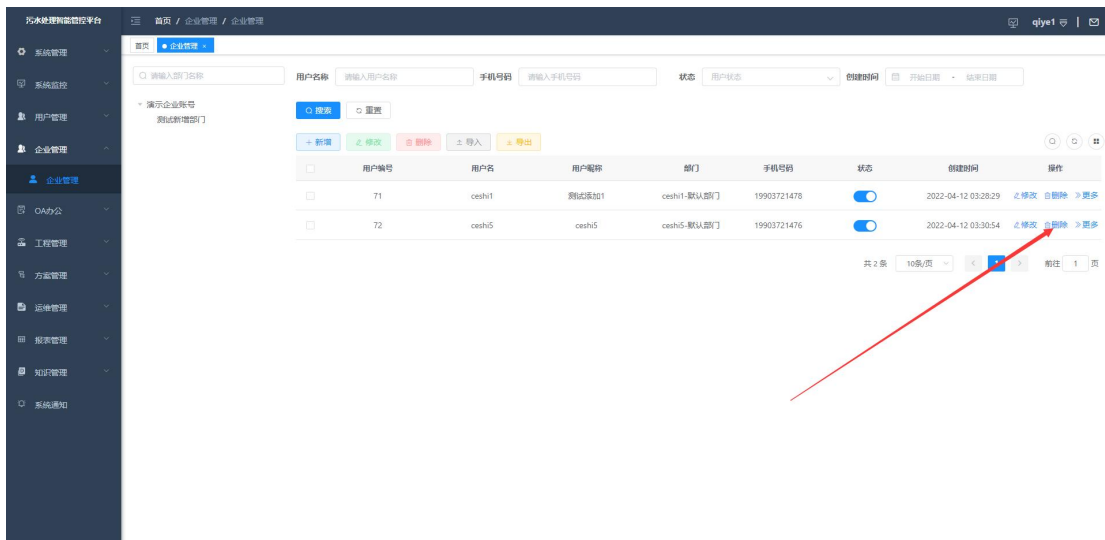 污水处理智能管控平台
首页 / 企业管理 / 企业管理
qiye1
首页 企业管理 ×
系统管理
系统监控
用户管理
企业管理
企业管理
OA办公
工程管理
方案管理
运维管理
报表管理
知识管理
系统通知
请输入部门名称
演示企业账号
测试新增部门
用户名称 请输入用户名称 手机号码 请输入手机号码 状态 用户状态 创建时间 开始日期 - 结束日期
搜索 重置
+ 新增 修改 删除 导入 导出
用户编号 用户名 用户昵称 部门 手机号码 状态 创建时间 操作
71 ceshi1 测试添加1 ceshi1-默认部门 19903721478 2022-04-12 03:28:29 修改 删除 更多
72 ceshi5 ceshi5 ceshi5-默认部门 19903721476 2022-04-12 03:30:54 修改 删除 更多
共 2 条 10条/页 < 1 > 前往 1 页